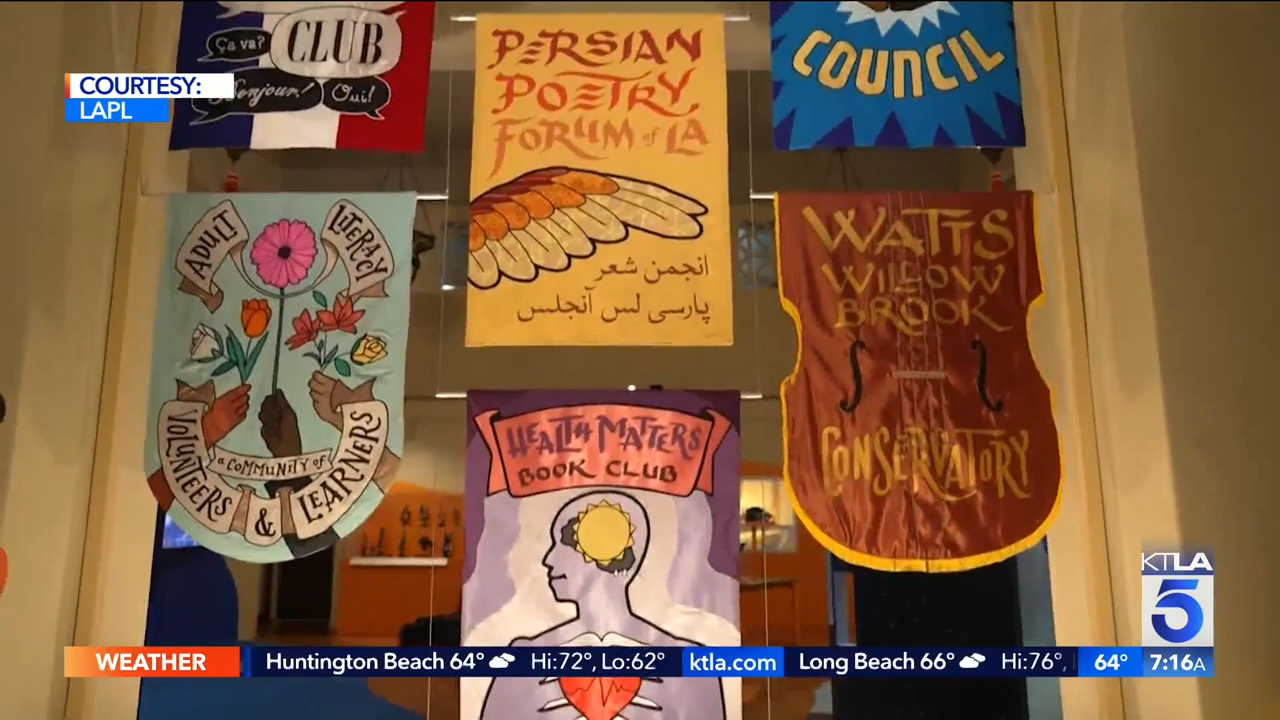 Ça va?
CLUB
Bonjour!
Oui!
COURTESY:
LAPL
PERSIAN
POETRY
FORUM of LA
انجمن شعر
پارسی لس آنجلس
COUNCIL
ADULT
LITERACY
VOLUNTEERS
a COMMUNITY of
&
LEARNERS
HEALTH MATTERS
BOOK CLUB
WATTS
WILLOW
BROOK
CONSERVATORY
KTLA
5
WEATHER
Huntington Beach 64° Hi:72°, Lo:62° ktla.com Long Beach 66° Hi:76°, 64° 7:16A